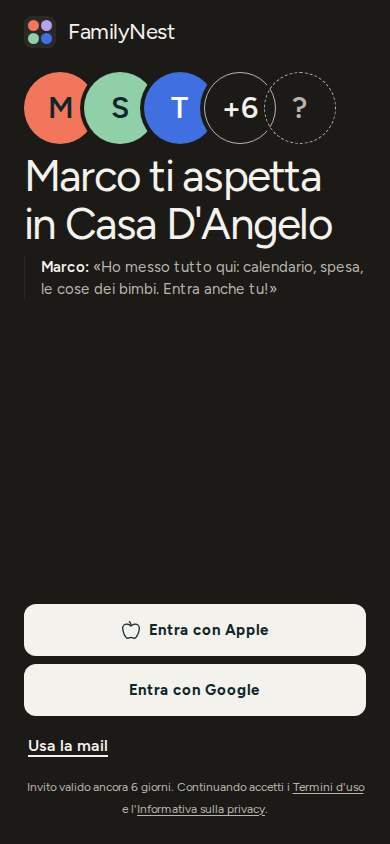 FamilyNest
M S T +6 ?
Marco ti aspetta
in Casa D'Angelo
Marco: «Ho messo tutto qui: calendario, spesa,
le cose dei bimbi. Entra anche tu!»
Entra con Apple
Entra con Google
Usa la mail
Invito valido ancora 6 giorni. Continuando accetti i Termini d'uso
e l'Informativa sulla privacy.